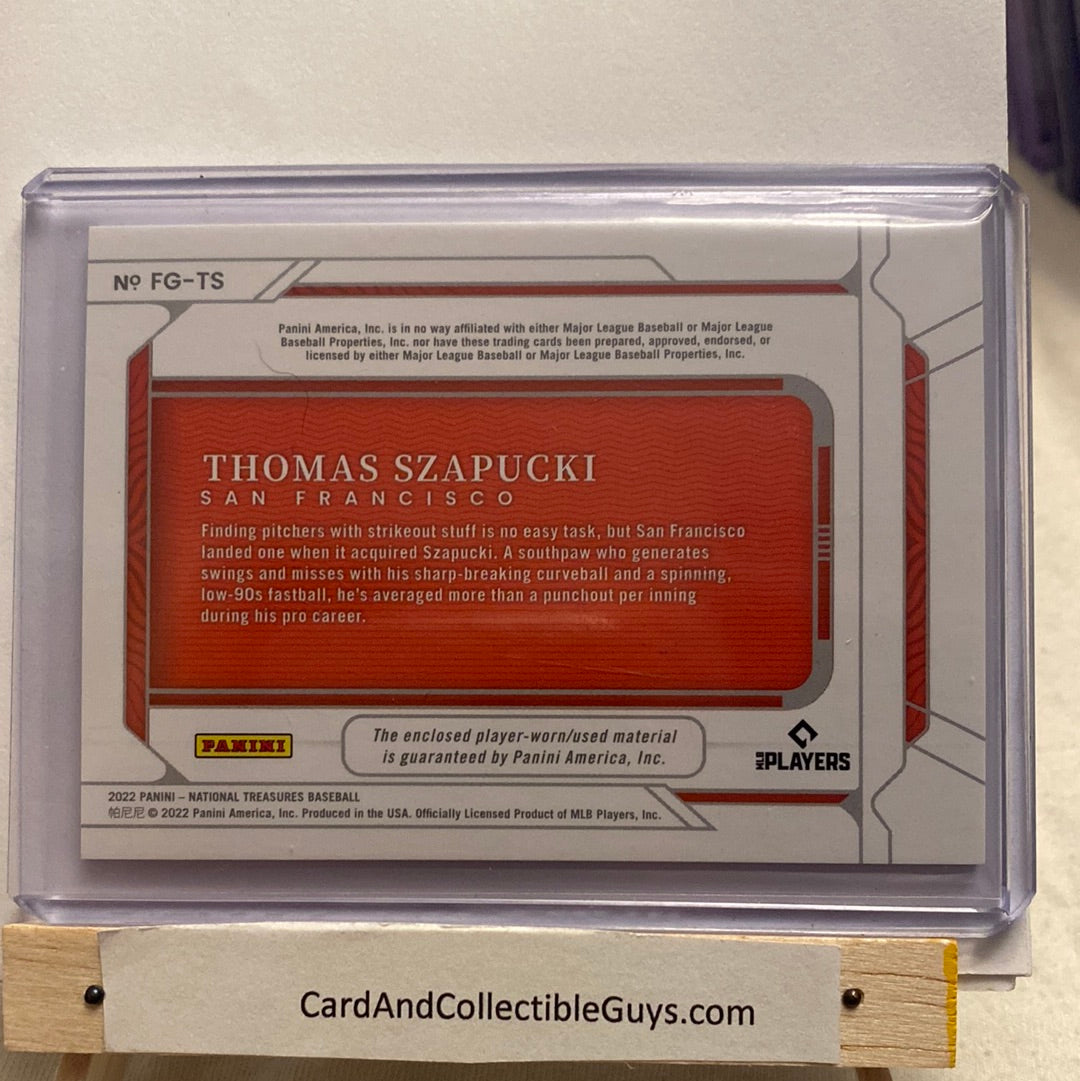 Nº FG-TS
Panini America, Inc. is in no way affiliated with either Major League Baseball or Major League
Baseball Properties, Inc. nor have these trading cards been prepared, approved, endorsed, or
licensed by either Major League Baseball or Major League Baseball Properties, Inc.
THOMAS SZAPUCKI
SAN FRANCISCO
Finding pitchers with strikeout stuff is no easy task, but San Francisco
landed one when it acquired Szapucki. A southpaw who generates
swings and misses with his sharp-breaking curveball and a spinning,
low-90s fastball, he's averaged more than a punchout per inning
during his pro career.
PANINI
The enclosed player-worn/used material
is guaranteed by Panini America, Inc.
MLB PLAYERS
2022 PANINI – NATIONAL TREASURES BASEBALL
帕尼尼 © 2022 Panini America, Inc. Produced in the USA. Officially Licensed Product of MLB Players, Inc.
CardAndCollectibleGuys.com